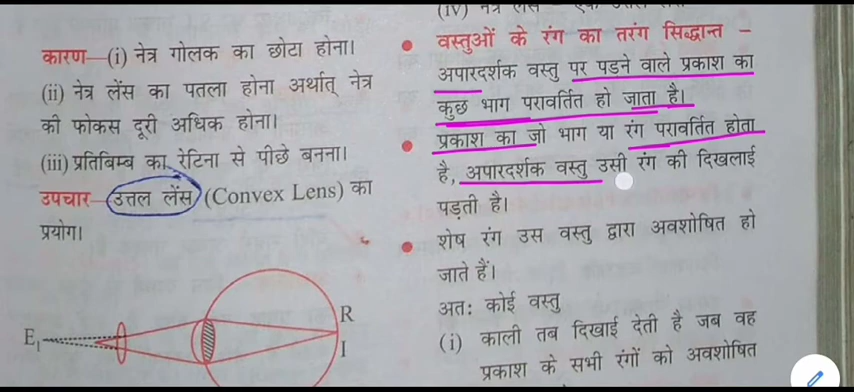 कारण—(i) नेत्र गोलक का छोटा होना।
(ii) नेत्र लेंस का पतला होना अर्थात् नेत्र
की फोकस दूरी अधिक होना।
(iii) प्रतिबिम्ब का रेटिना से पीछे बनना।
उपचार—उत्तल लेंस (Convex Lens) का
प्रयोग।
E₁
R
I
(iv) नेत्र लेंस
वस्तुओं के रंग का तरंग सिद्धान्त –
अपारदर्शक वस्तु पर पड़ने वाले प्रकाश का
कुछ भाग परावर्तित हो जाता है।
प्रकाश का जो भाग या रंग परावर्तित होता
है, अपारदर्शक वस्तु उसी रंग की दिखलाई
पड़ती है।
शेष रंग उस वस्तु द्वारा अवशोषित हो
जाते हैं।
अतः कोई वस्तु
(i) काली तब दिखाई देती है जब वह
प्रकाश के सभी रंगों को अवशोषित